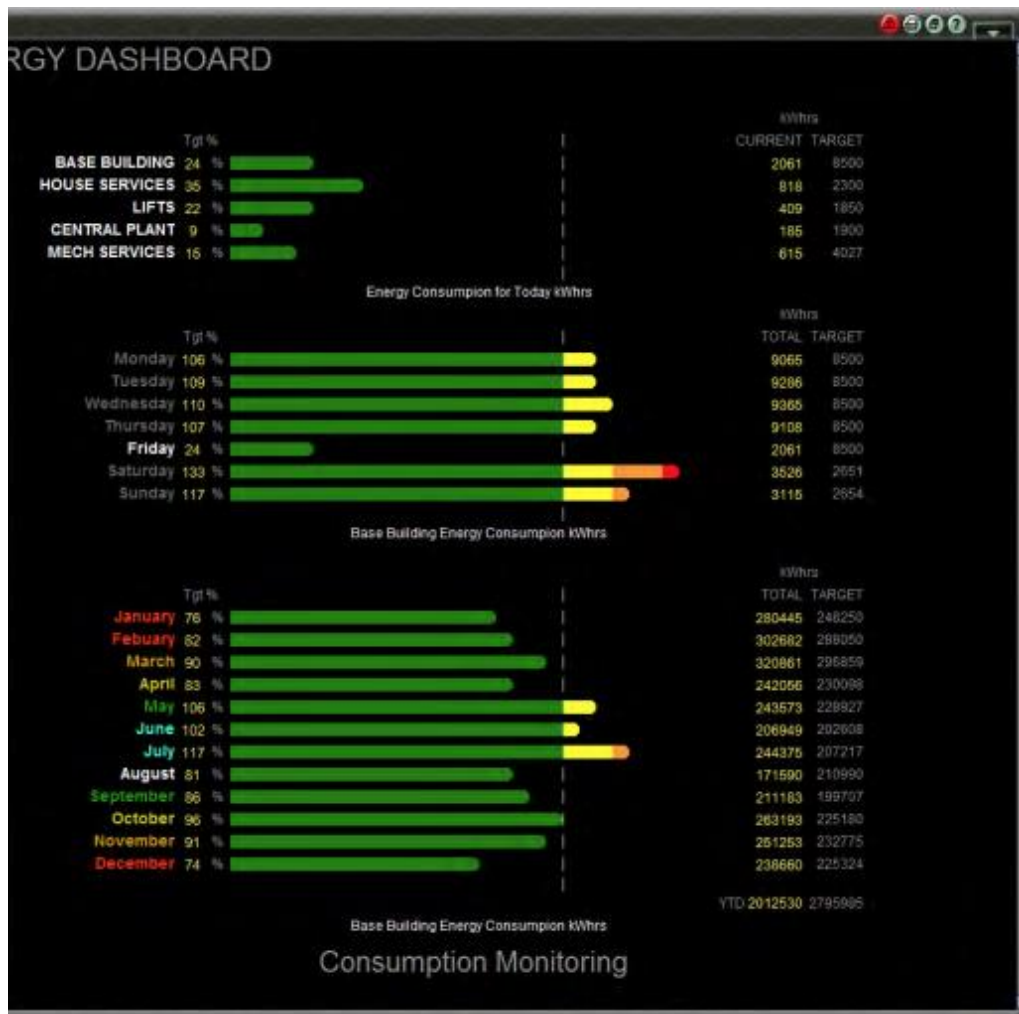 RGY DASHBOARD
kWhrs
Tgt % CURRENT TARGET
BASE BUILDING 24 % 2061 8500
HOUSE SERVICES 35 % 818 2300
LIFTS 22 % 409 1850
CENTRAL PLANT 9 % 185 1900
MECH SERVICES 15 % 615 4027
Energy Consumpion for Today kWhrs
kWhrs
Tgt % TOTAL TARGET
Monday 106 % 9065 8500
Tuesday 109 % 9286 8500
Wednesday 110 % 9365 8500
Thursday 107 % 9108 8500
Friday 24 % 2061 8500
Saturday 133 % 3526 2651
Sunday 117 % 3115 2654
Base Building Energy Consumpion kWhrs
kWhrs
Tgt % TOTAL TARGET
January 76 % 280445 248250
Febuary 82 % 302682 288050
March 90 % 320861 296859
April 83 % 242056 230098
May 106 % 243573 228927
June 102 % 206949 202608
July 117 % 244375 207217
August 81 % 171590 210990
September 86 % 211183 199707
October 96 % 263193 225180
November 91 % 251253 232775
December 74 % 238660 225324
YTD 2012530 2795985
Base Building Energy Consumpion kWhrs
Consumption Monitoring